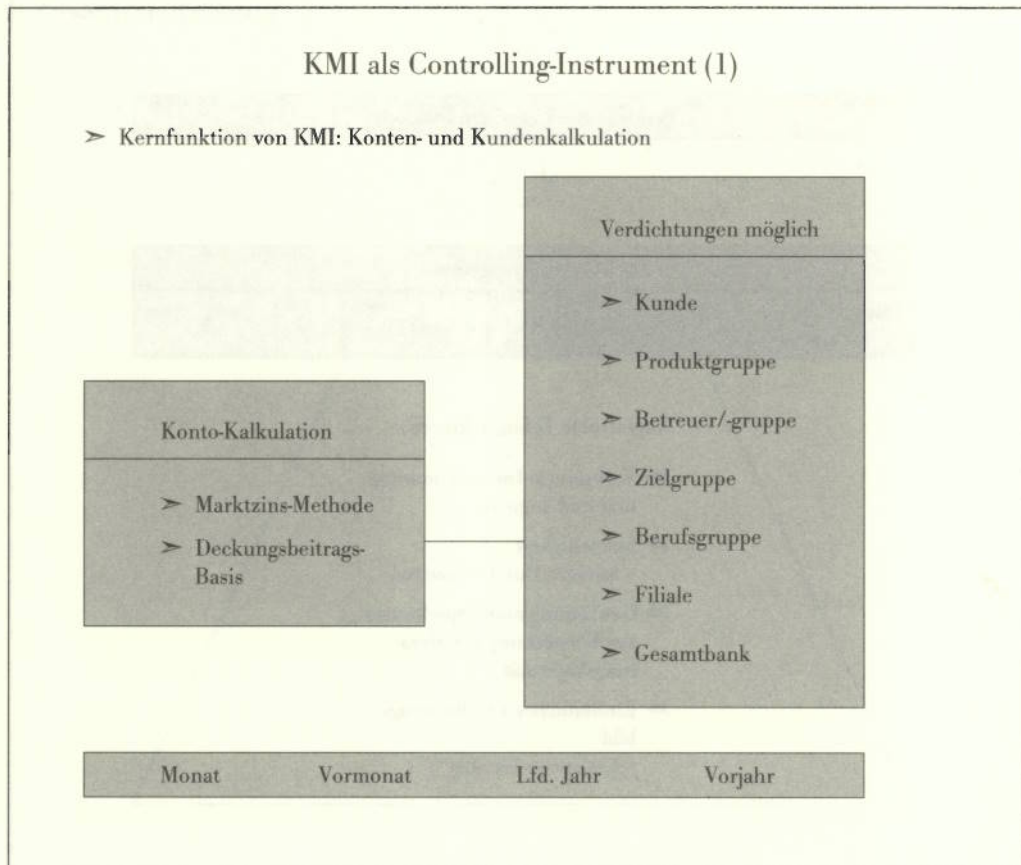 KMI als Controlling-Instrument (1)
➣ Kernfunktion von KMI: Konten- und Kundenkalkulation
Konto-Kalkulation
➣ Marktzins-Methode
➣ Deckungsbeitrags-
Basis
Verdichtungen möglich
➣ Kunde
➣ Produktgruppe
➣ Betreuer/-gruppe
➣ Zielgruppe
➣ Berufsgruppe
➣ Filiale
➣ Gesamtbank
Monat Vormonat Lfd. Jahr Vorjahr